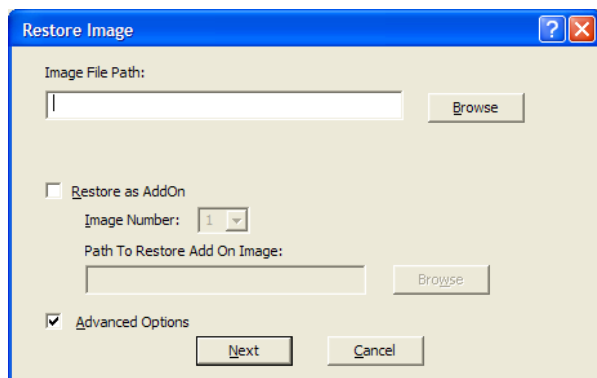 Restore Image
Image File Path:
Browse
Restore as AddOn
Image Number: 1
Path To Restore Add On Image:
Browse
Advanced Options
Next Cancel